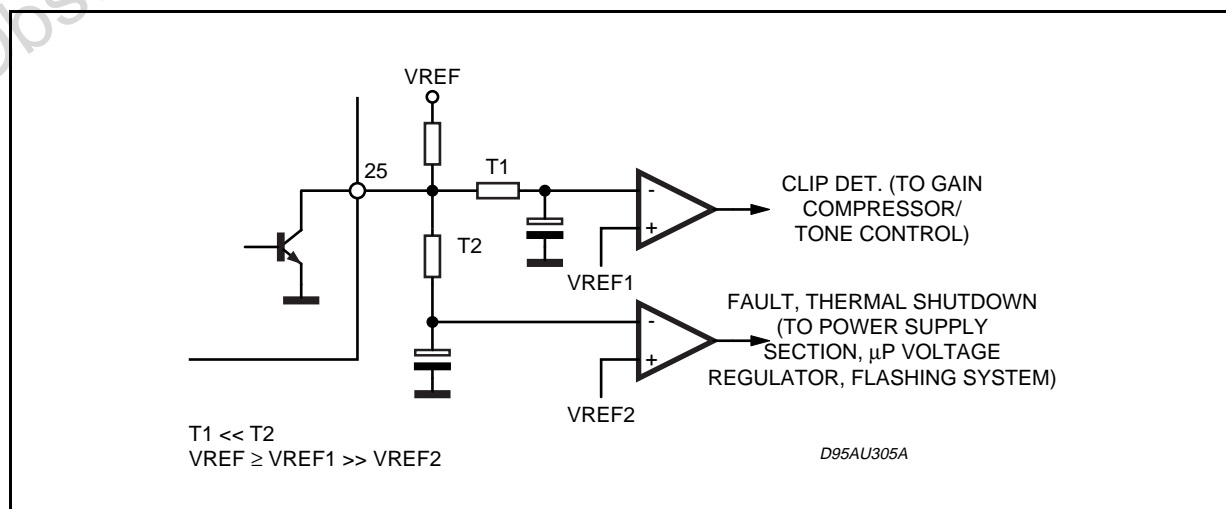 VREF
25
T1
T2
-
+
VREF1
CLIP DET. (TO GAIN
COMPRESSOR/
TONE CONTROL)
-
+
VREF2
FAULT, THERMAL SHUTDOWN
(TO POWER SUPPLY
SECTION, μP VOLTAGE
REGULATOR, FLASHING SYSTEM)
T1 << T2
VREF ≥ VREF1 >> VREF2
D95AU305A